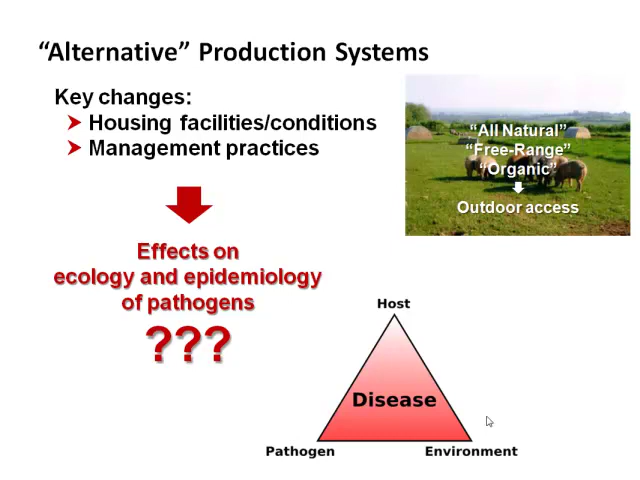 “Alternative” Production Systems
Key changes:
Housing facilities/conditions
Management practices
“All Natural”
“Free-Range”
“Organic”
Outdoor access
Effects on
ecology and epidemiology
of pathogens
???
Host
Disease
Pathogen Environment